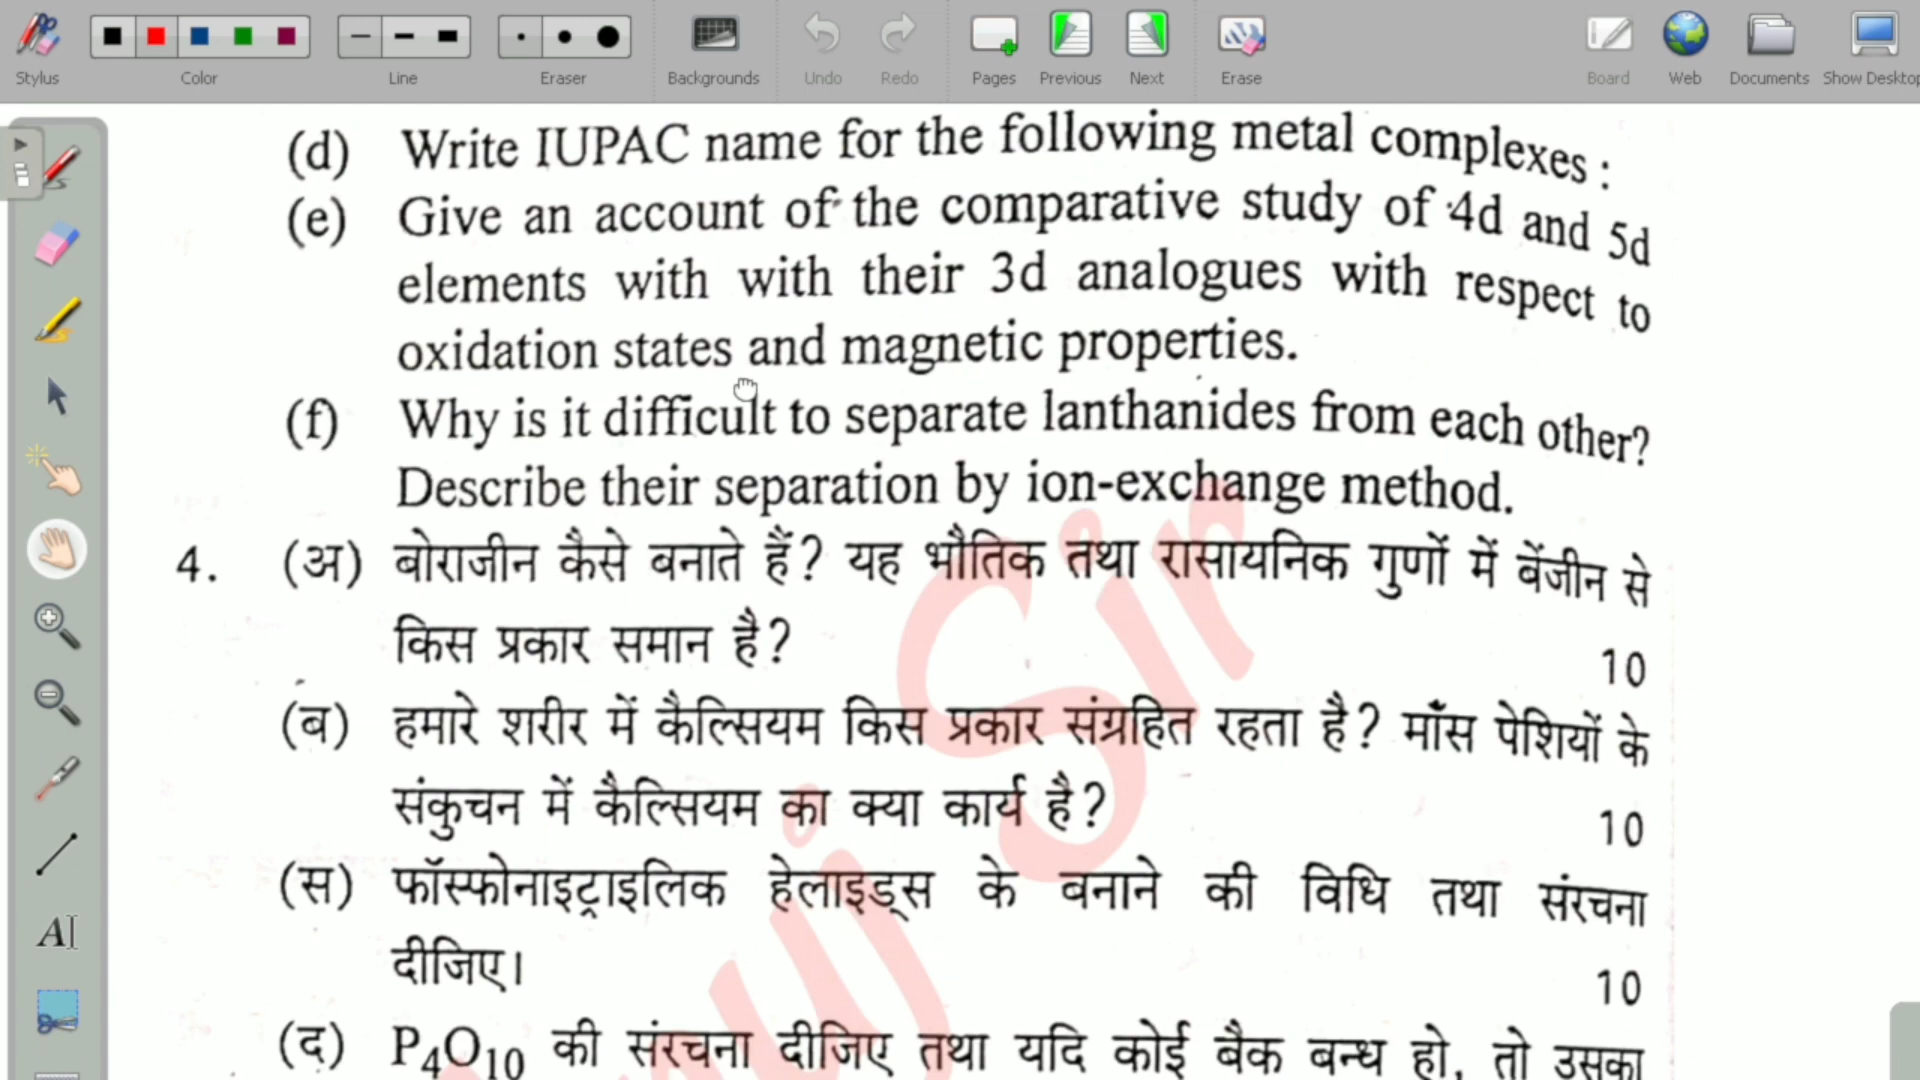 Stylus Color Line Eraser Backgrounds Undo Redo Pages Previous Next Erase Board Web Documents Show Desktop
(d) Write IUPAC name for the following metal complexes :
(e) Give an account of the comparative study of 4d and 5d
elements with with their 3d analogues with respect to
oxidation states and magnetic properties.
(f) Why is it difficult to separate lanthanides from each other?
Describe their separation by ion-exchange method.
4. (अ) बोराजीन कैसे बनाते हैं? यह भौतिक तथा रासायनिक गुणों में बेंजीन से
किस प्रकार समान है? 10
(ब) हमारे शरीर में कैल्सियम किस प्रकार संग्रहित रहता है? माँस पेशियों के
संकुचन में कैल्सियम का क्या कार्य है? 10
(स) फॉस्फोनाइट्राइलिक हेलाइड्स के बनाने की विधि तथा संरचना
दीजिए। 10
(द) P4O10 की संरचना दीजिए तथा यदि कोई बैक बन्ध हो, तो उसका
Sir